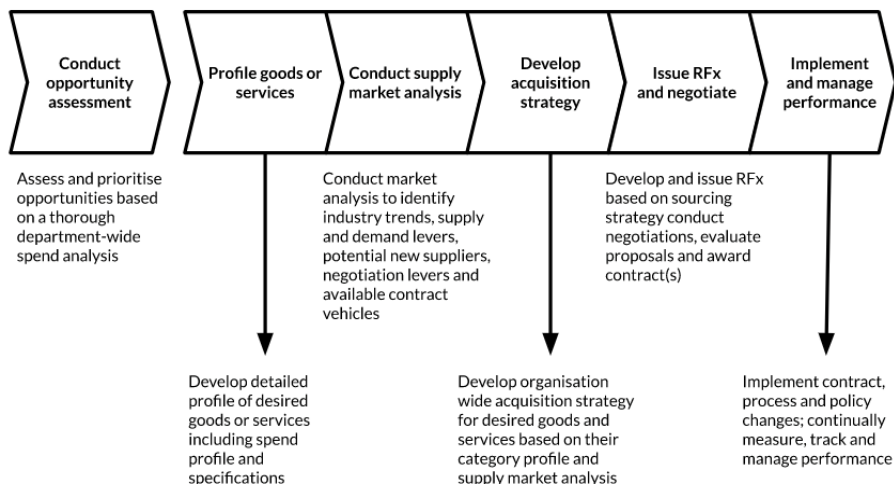 Conduct
opportunity
assessment
Profile goods or
services
Conduct supply
market analysis
Develop
acquisition
strategy
Issue RFx
and negotiate
Implement
and manage
performance
Assess and prioritise
opportunities based
on a thorough
department-wide
spend analysis
Conduct market
analysis to identify
industry trends, supply
and demand levers,
potential new suppliers,
negotiation levers and
available contract
vehicles
Develop and issue RFx
based on sourcing
strategy conduct
negotiations, evaluate
proposals and award
contract(s)
Develop detailed
profile of desired
goods or services
including spend
profile and
specifications
Develop organisation
wide acquisition strategy
for desired goods and
services based on their
category profile and
supply market analysis
Implement contract,
process and policy
changes; continually
measure, track and
manage performance